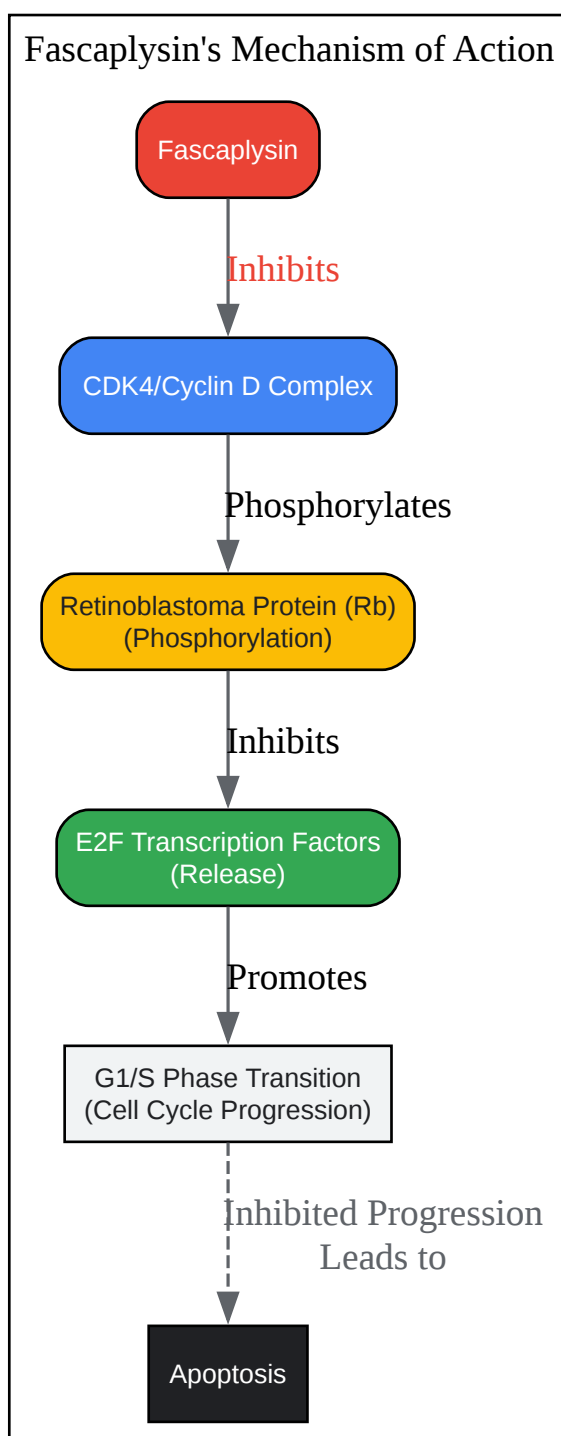 Fascaplysin's Mechanism of Action
Fascaplysin
Inhibits
CDK4/Cyclin D Complex
Phosphorylates
Retinoblastoma Protein (Rb)
(Phosphorylation)
Inhibits
E2F Transcription Factors
(Release)
Promotes
G1/S Phase Transition
(Cell Cycle Progression)
Inhibited Progression
Leads to
Apoptosis